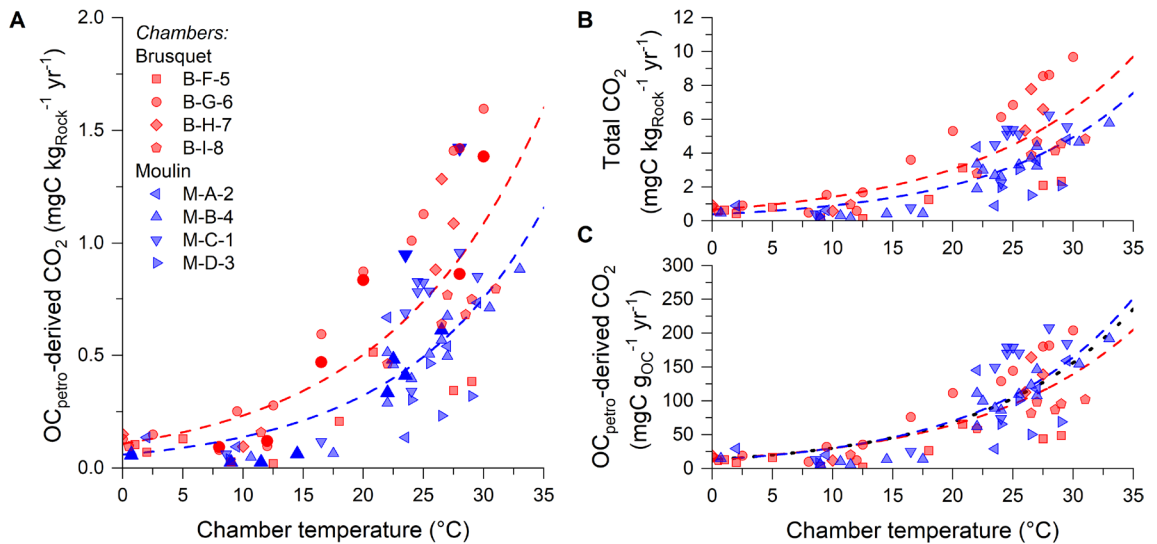 A
OCpetro-derived CO2 (mgC kgRock-1 yr-1)
2.0
1.5
1.0
0.5
0.0
Chambers:
Brusquet
B-F-5
B-G-6
B-H-7
B-I-8
Moulin
M-A-2
M-B-4
M-C-1
M-D-3
0 5 10 15 20 25 30 35
Chamber temperature (°C)
B
Total CO2
(mgC kgRock-1 yr-1)
12
10
8
6
4
2
0
0 5 10 15 20 25 30 35
C
OCpetro-derived CO2
(mgC gOC-1 yr-1)
300
250
200
150
100
50
0
0 5 10 15 20 25 30 35
Chamber temperature (°C)